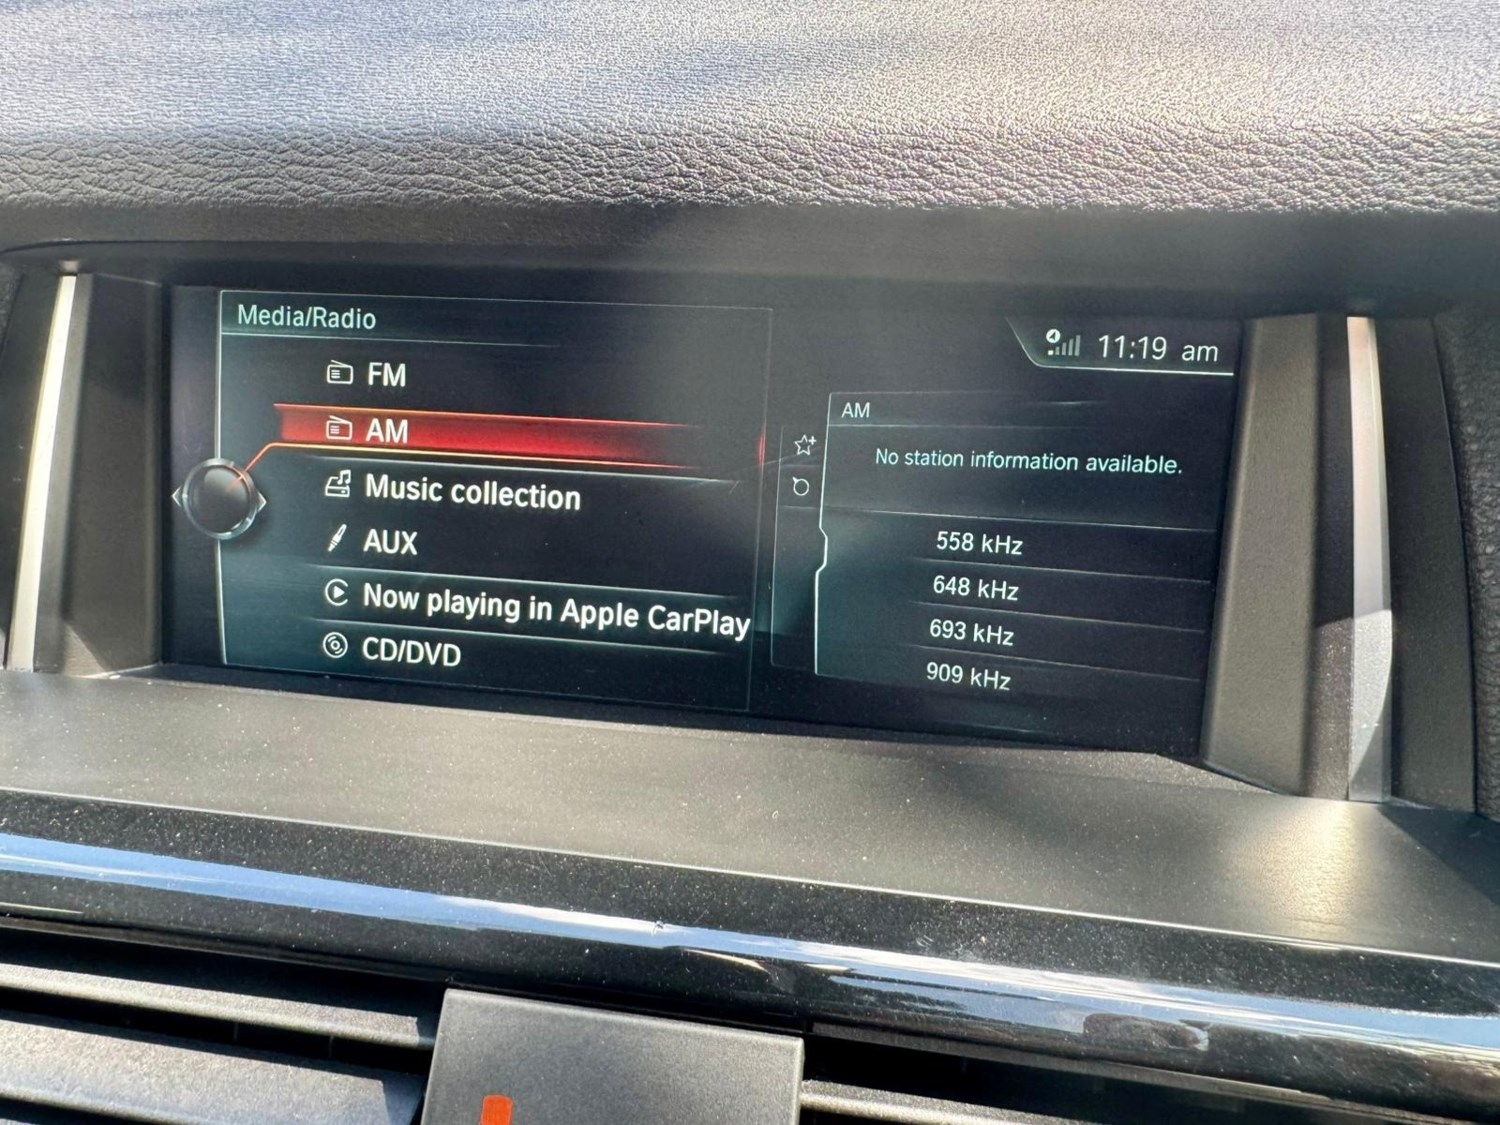 Media/Radio
FM
AM
Music collection
AUX
Now playing in Apple CarPlay
CD/DVD
11:19 am
AM
No station information available.
558 kHz
648 kHz
693 kHz
909 kHz